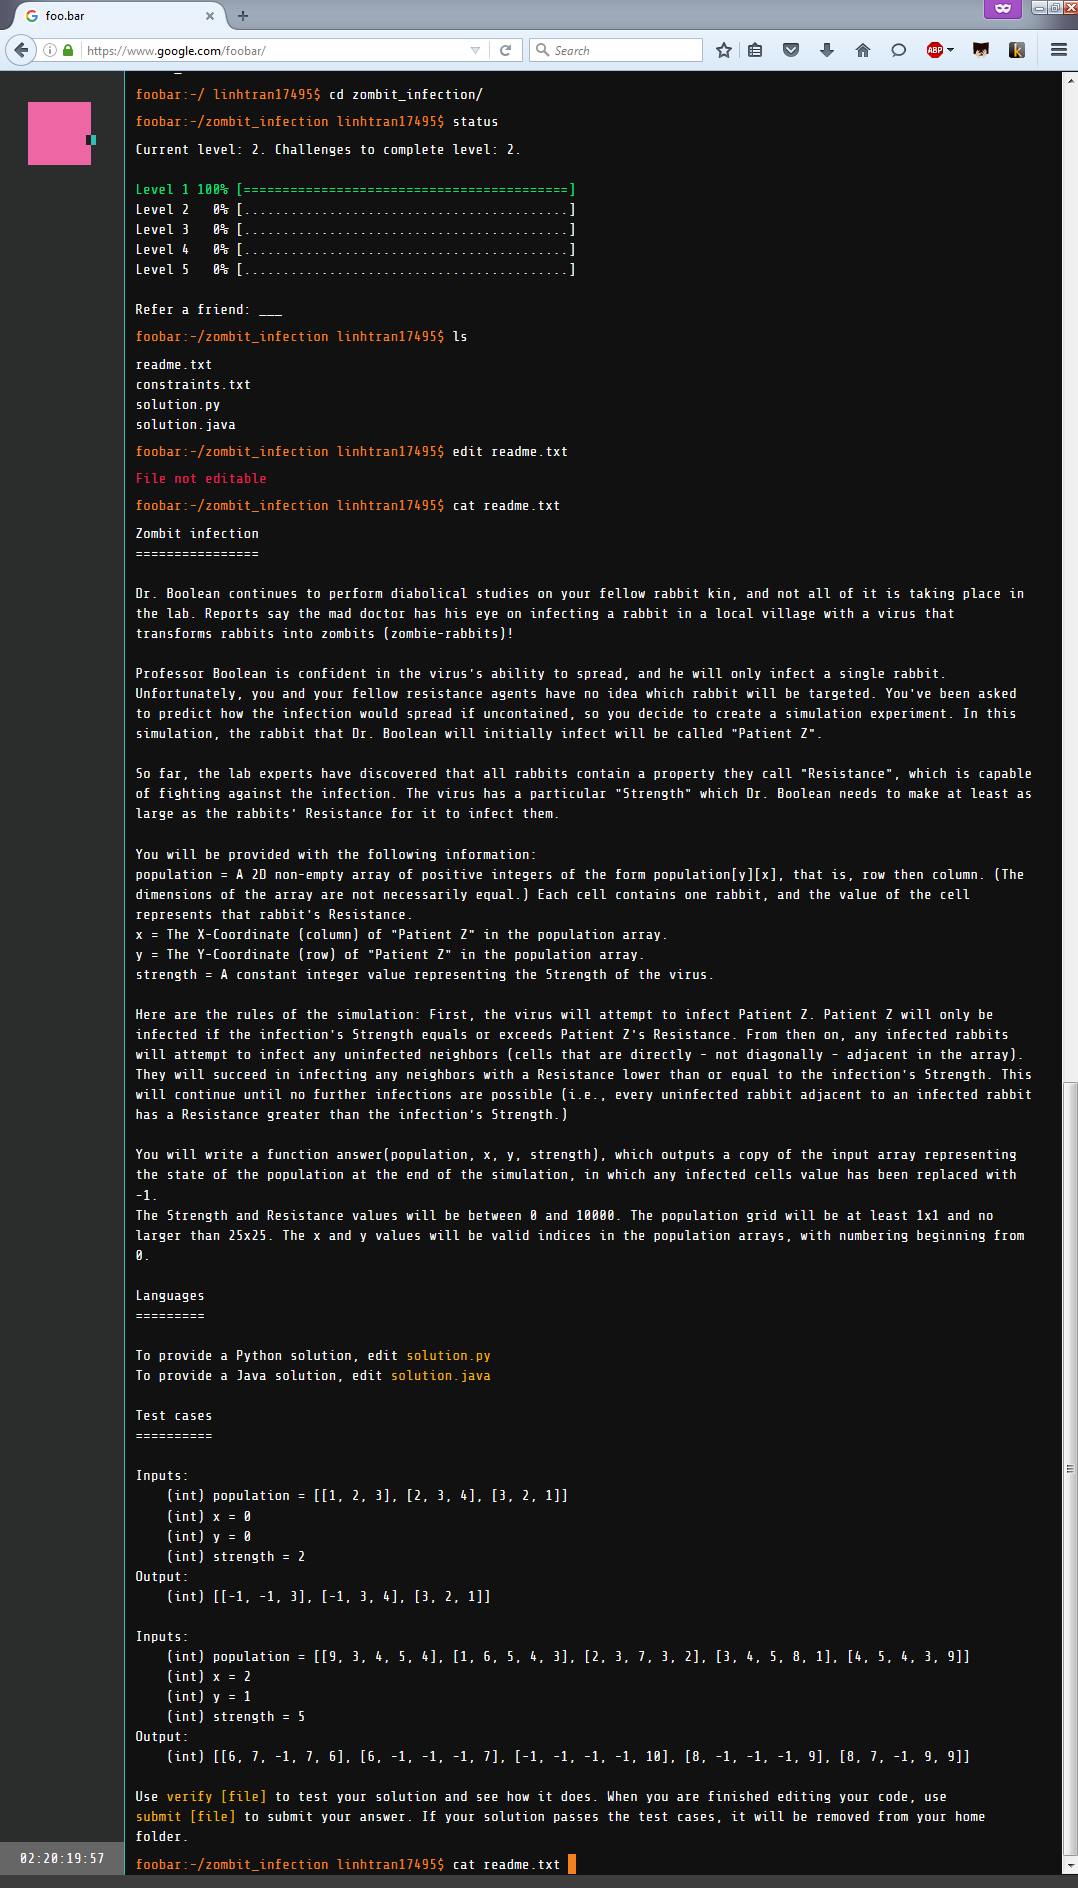 foo.bar
https://www.google.com/foobar/
Search
ABP
k
foobar:~/ linhtran17495$ cd zombit_infection/
foobar:~/zombit_infection linhtran17495$ status
Current level: 2. Challenges to complete level: 2.
Level 1 100% [==========================================]
Level 2   0% [..........................................]
Level 3   0% [..........................................]
Level 4   0% [..........................................]
Level 5   0% [..........................................]
Refer a friend: ___
foobar:~/zombit_infection linhtran17495$ ls
readme.txt
constraints.txt
solution.py
solution.java
foobar:~/zombit_infection linhtran17495$ edit readme.txt
File not editable
foobar:~/zombit_infection linhtran17495$ cat readme.txt
Zombit infection
================
Dr. Boolean continues to perform diabolical studies on your fellow rabbit kin, and not all of it is taking place in
the lab. Reports say the mad doctor has his eye on infecting a rabbit in a local village with a virus that
transforms rabbits into zombits (zombie-rabbits)!
Professor Boolean is confident in the virus's ability to spread, and he will only infect a single rabbit.
Unfortunately, you and your fellow resistance agents have no idea which rabbit will be targeted. You've been asked
to predict how the infection would spread if uncontained, so you decide to create a simulation experiment. In this
simulation, the rabbit that Dr. Boolean will initially infect will be called "Patient Z".
So far, the lab experts have discovered that all rabbits contain a property they call "Resistance", which is capable
of fighting against the infection. The virus has a particular "Strength" which Dr. Boolean needs to make at least as
large as the rabbits' Resistance for it to infect them.
You will be provided with the following information:
population = A 2D non-empty array of positive integers of the form population[y][x], that is, row then column. (The
dimensions of the array are not necessarily equal.) Each cell contains one rabbit, and the value of the cell
represents that rabbit's Resistance.
x = The X-Coordinate (column) of "Patient Z" in the population array.
y = The Y-Coordinate (row) of "Patient Z" in the population array.
strength = A constant integer value representing the Strength of the virus.
Here are the rules of the simulation: First, the virus will attempt to infect Patient Z. Patient Z will only be
infected if the infection's Strength equals or exceeds Patient Z's Resistance. From then on, any infected rabbits
will attempt to infect any uninfected neighbors (cells that are directly - not diagonally - adjacent in the array).
They will succeed in infecting any neighbors with a Resistance lower than or equal to the infection's Strength. This
will continue until no further infections are possible (i.e., every uninfected rabbit adjacent to an infected rabbit
has a Resistance greater than the infection's Strength.)
You will write a function answer(population, x, y, strength), which outputs a copy of the input array representing
the state of the population at the end of the simulation, in which any infected cells value has been replaced with
-1.
The Strength and Resistance values will be between 0 and 10000. The population grid will be at least 1x1 and no
larger than 25x25. The x and y values will be valid indices in the population arrays, with numbering beginning from
0.
Languages
=========
To provide a Python solution, edit solution.py
To provide a Java solution, edit solution.java
Test cases
==========
Inputs:
(int) population = [[1, 2, 3], [2, 3, 4], [3, 2, 1]]
(int) x = 0
(int) y = 0
(int) strength = 2
Output:
(int) [[-1, -1, 3], [-1, 3, 4], [3, 2, 1]]
Inputs:
(int) population = [[9, 3, 4, 5, 4], [1, 6, 5, 4, 3], [2, 3, 7, 3, 2], [3, 4, 5, 8, 1], [4, 5, 4, 3, 9]]
(int) x = 2
(int) y = 1
(int) strength = 5
Output:
(int) [[6, 7, -1, 7, 6], [6, -1, -1, -1, 7], [-1, -1, -1, -1, 10], [8, -1, -1, -1, 9], [8, 7, -1, 9, 9]]
Use verify [file] to test your solution and see how it does. When you are finished editing your code, use
submit [file] to submit your answer. If your solution passes the test cases, it will be removed from your home
folder.
02:20:19:57
foobar:~/zombit_infection linhtran17495$ cat readme.txt